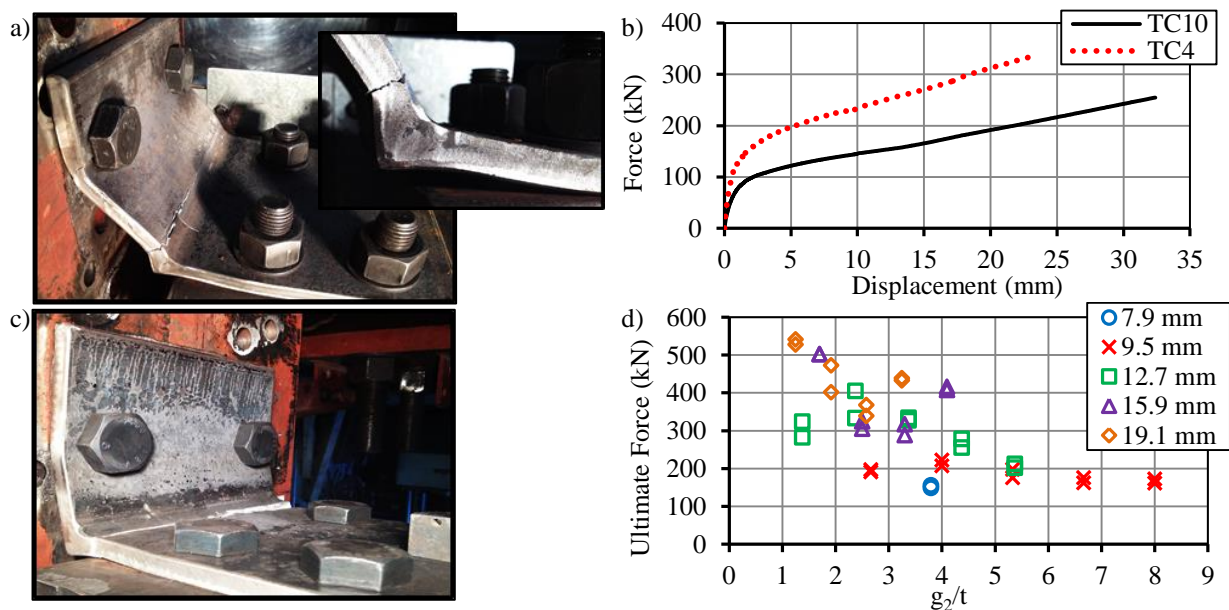 a)
b)
400
300
200
100
0
Force (kN)
0 5 10 15 20 25 30 35
Displacement (mm)
TC10
TC4
c)
d)
600
500
400
300
200
100
0
Ultimate Force (kN)
0 1 2 3 4 5 6 7 8 9
g₂/t
7.9 mm
9.5 mm
12.7 mm
15.9 mm
19.1 mm